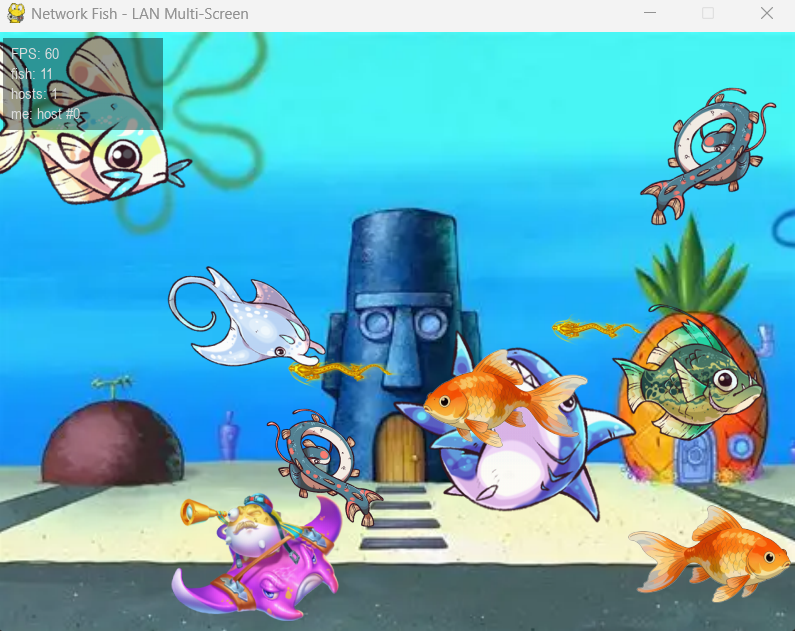 Network Fish - LAN Multi-Screen
FPS: 60
fish: 11
hosts: 1
me: host #0